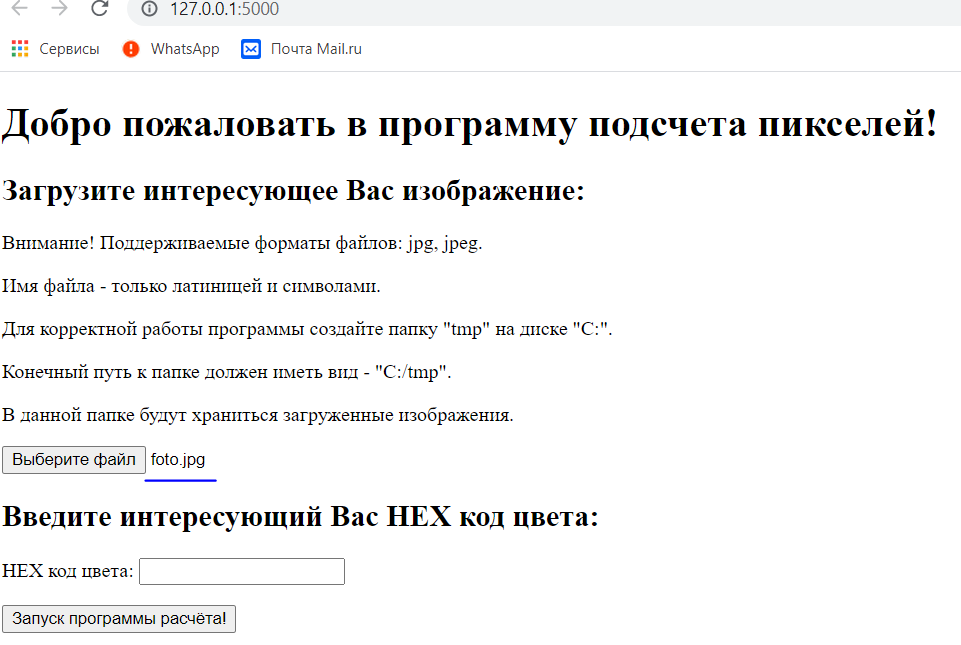 127.0.0.1:5000
Сервисы WhatsApp Почта Mail.ru
Добро пожаловать в программу подсчета пикселей!
Загрузите интересующее Вас изображение:
Внимание! Поддерживаемые форматы файлов: jpg, jpeg.
Имя файла - только латиницей и символами.
Для корректной работы программы создайте папку "tmp" на диске "C:".
Конечный путь к папке должен иметь вид - "C:/tmp".
В данной папке будут храниться загруженные изображения.
Выберите файл foto.jpg
Введите интересующий Вас HEX код цвета:
HEX код цвета:
Запуск программы расчёта!